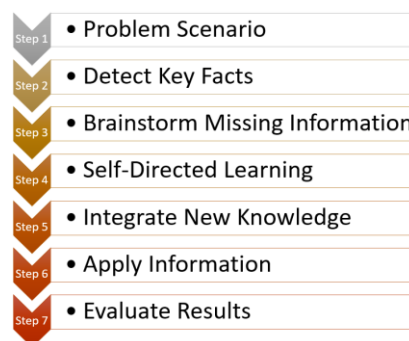 Step 1 • Problem Scenario
Step 2 • Detect Key Facts
Step 3 • Brainstorm Missing Information
Step 4 • Self-Directed Learning
Step 5 • Integrate New Knowledge
Step 6 • Apply Information
Step 7 • Evaluate Results